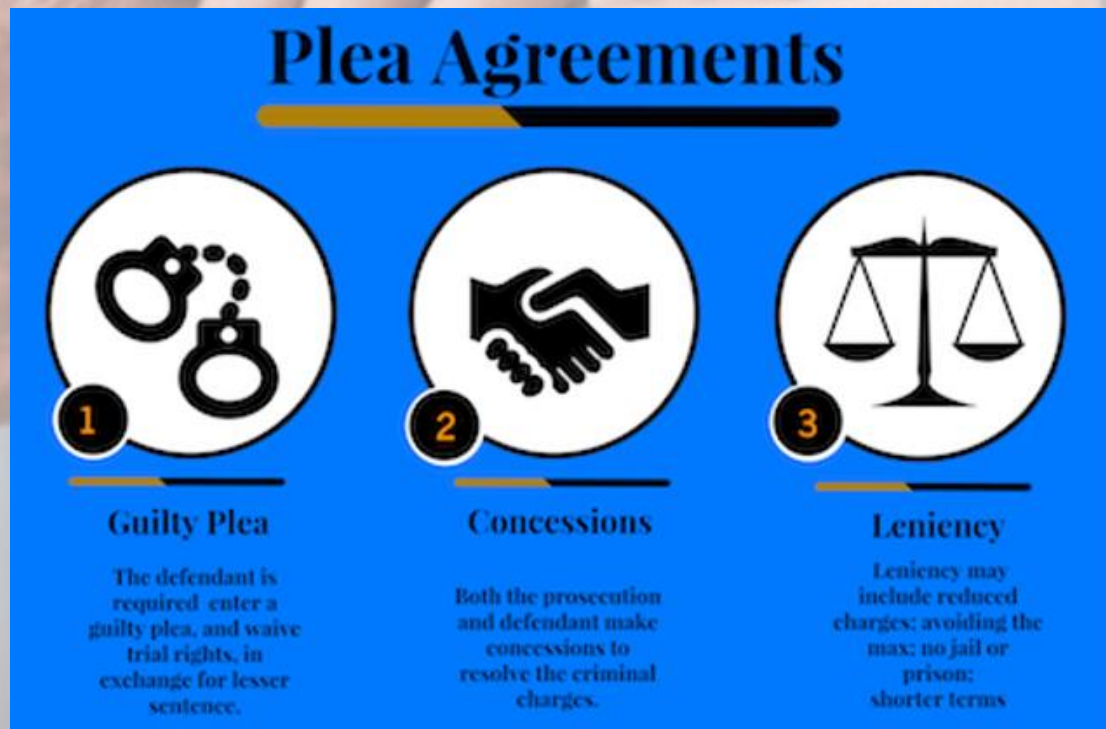 Plea Agreements
1
Guilty Plea
The defendant is
required enter a
guilty plea, and waive
trial rights, in
exchange for lesser
sentence.
2
Concessions
Both the prosecution
and defendant make
concessions to
resolve the criminal
charges.
3
Leniency
Leniency may
include reduced
charges; avoiding the
max; no jail or
prison;
shorter terms